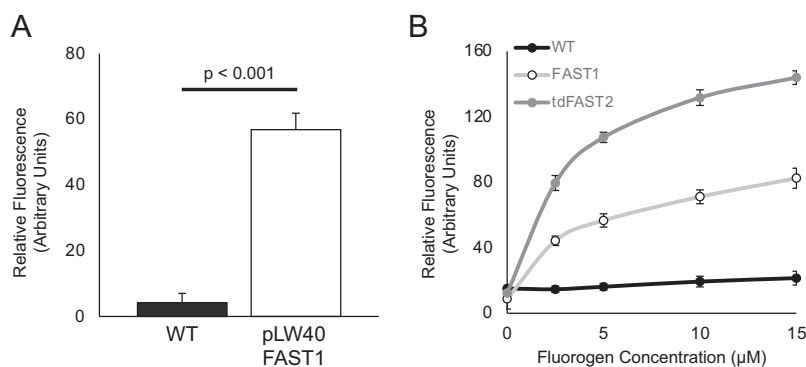 A
80
60
40
20
0
Relative Fluorescence
(Arbitrary Units)
p < 0.001
WT
pLW40
FAST1
B
160
120
80
40
0
Relative Fluorescence
(Arbitrary Units)
WT
FAST1
tdFAST2
0
5
10
15
Fluorogen Concentration (µM)